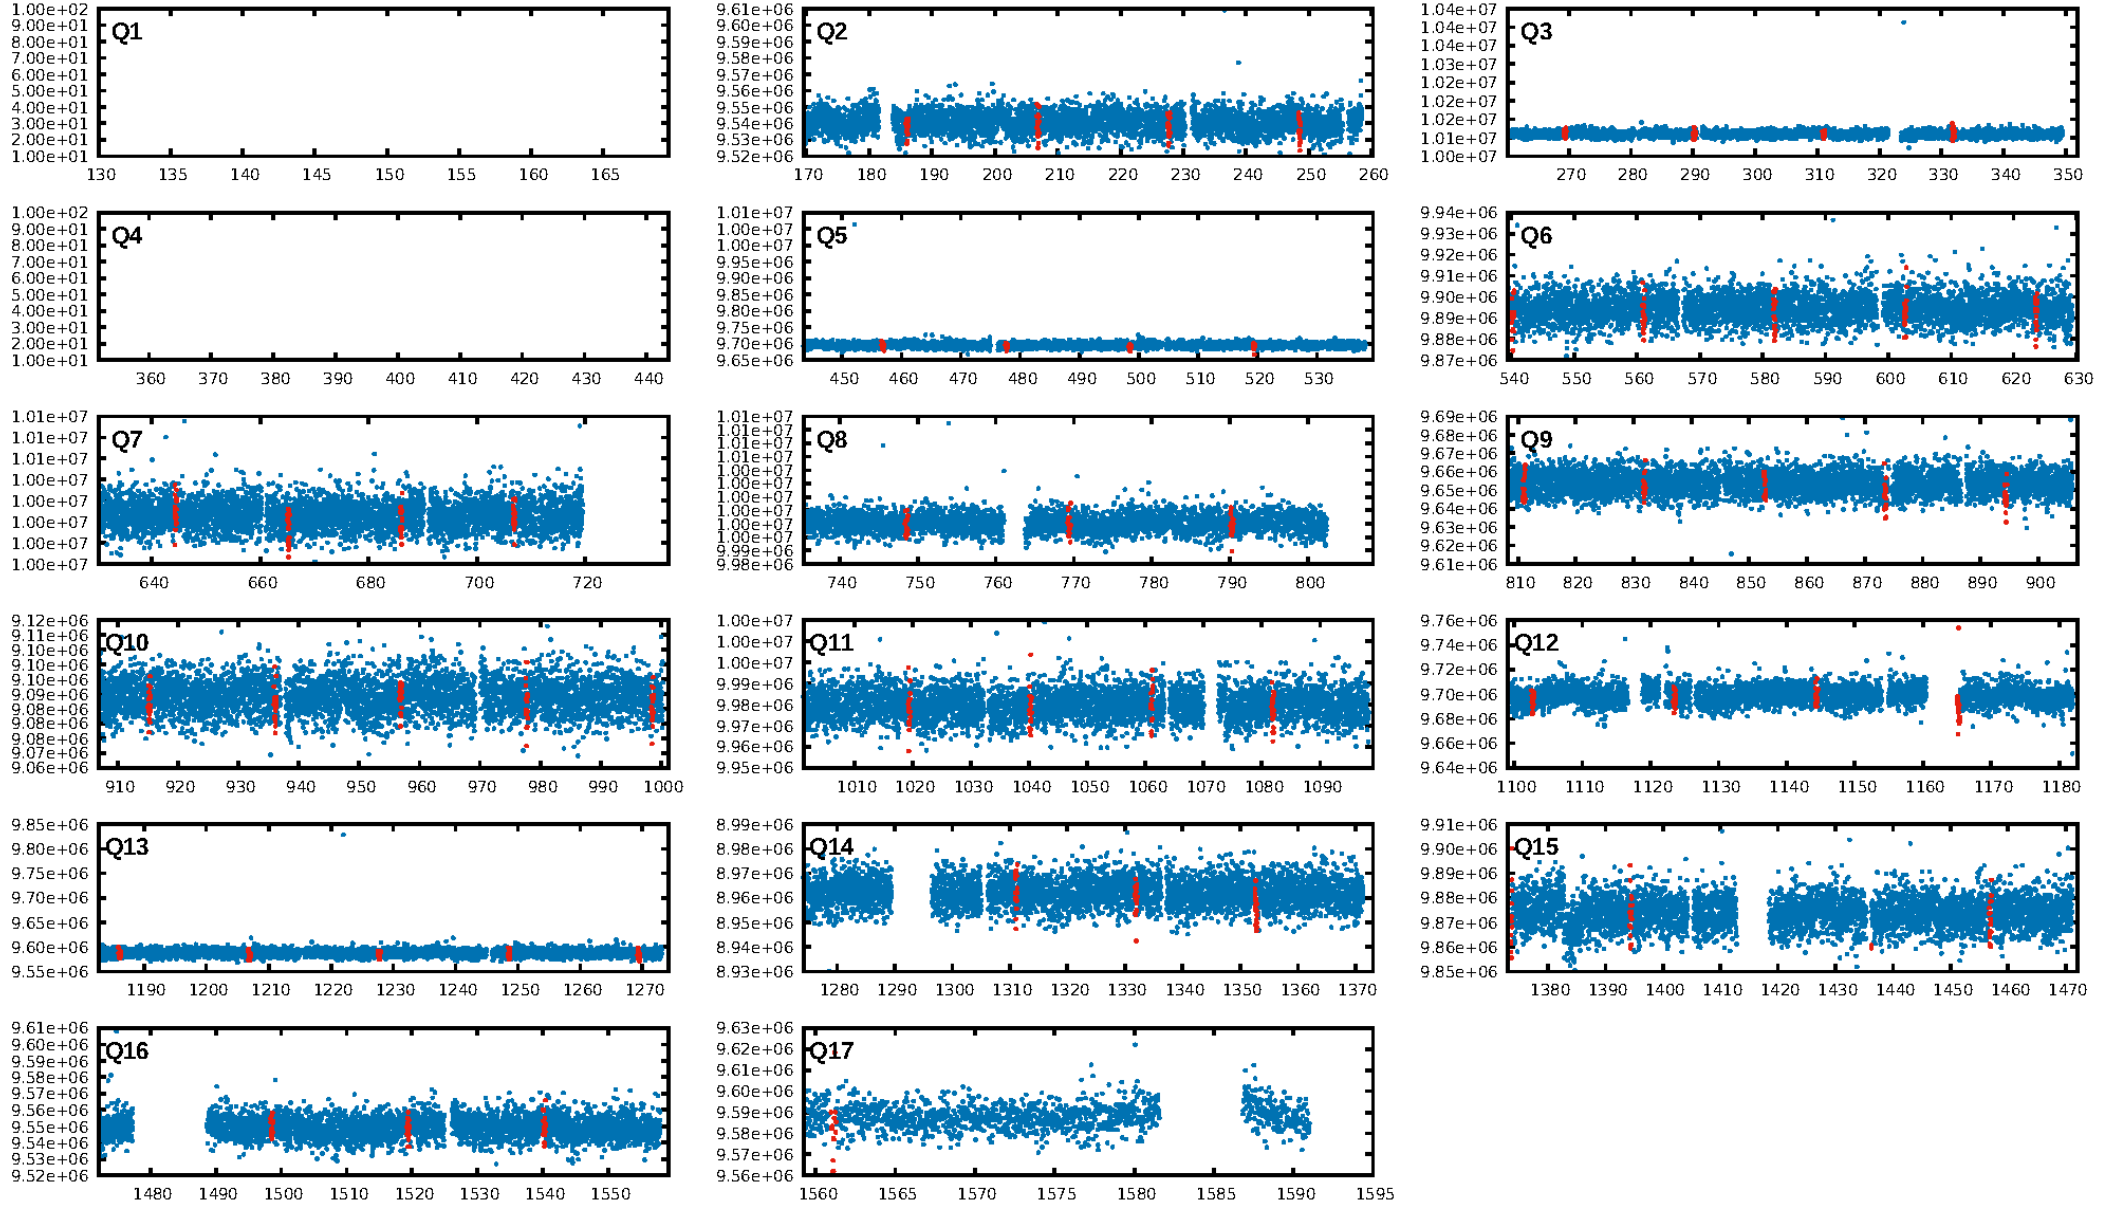 Q1
1.00e+02
9.00e+01
8.00e+01
7.00e+01
6.00e+01
5.00e+01
4.00e+01
3.00e+01
2.00e+01
1.00e+01
130 135 140 145 150 155 160 165
Q2
9.61e+06
9.60e+06
9.59e+06
9.58e+06
9.57e+06
9.56e+06
9.55e+06
9.54e+06
9.53e+06
9.52e+06
170 180 190 200 210 220 230 240 250 260
Q3
1.04e+07
1.04e+07
1.03e+07
1.03e+07
1.02e+07
1.02e+07
1.01e+07
1.00e+07
270 280 290 300 310 320 330 340 350
Q4
1.00e+02
9.00e+01
8.00e+01
7.00e+01
6.00e+01
5.00e+01
4.00e+01
3.00e+01
2.00e+01
1.00e+01
360 370 380 390 400 410 420 430 440
Q5
1.01e+07
1.00e+07
1.00e+07
9.95e+06
9.90e+06
9.85e+06
9.80e+06
9.75e+06
9.70e+06
9.65e+06
450 460 470 480 490 500 510 520 530
Q6
9.94e+06
9.93e+06
9.92e+06
9.91e+06
9.90e+06
9.89e+06
9.88e+06
9.87e+06
540 550 560 570 580 590 600 610 620 630
Q7
1.01e+07
1.01e+07
1.01e+07
1.00e+07
1.00e+07
1.00e+07
1.00e+07
1.00e+07
640 660 680 700 720
Q8
1.01e+07
1.01e+07
1.01e+07
1.01e+07
1.00e+07
1.00e+07
1.00e+07
1.00e+07
1.00e+07
1.00e+07
9.99e+06
9.98e+06
740 750 760 770 780 790 800
Q9
9.69e+06
9.68e+06
9.67e+06
9.66e+06
9.65e+06
9.64e+06
9.63e+06
9.62e+06
9.61e+06
810 820 830 840 850 860 870 880 890 900
Q10
9.12e+06
9.11e+06
9.10e+06
9.10e+06
9.10e+06
9.09e+06
9.08e+06
9.08e+06
9.08e+06
9.07e+06
9.06e+06
910 920 930 940 950 960 970 980 990 1000
Q11
1.00e+07
1.00e+07
1.00e+07
9.99e+06
9.98e+06
9.97e+06
9.96e+06
9.95e+06
1010 1020 1030 1040 1050 1060 1070 1080 1090
Q12
9.76e+06
9.74e+06
9.72e+06
9.70e+06
9.68e+06
9.66e+06
9.64e+06
1100 1110 1120 1130 1140 1150 1160 1170 1180
Q13
9.85e+06
9.80e+06
9.75e+06
9.70e+06
9.65e+06
9.60e+06
9.55e+06
1190 1200 1210 1220 1230 1240 1250 1260 1270
Q14
8.99e+06
8.98e+06
8.97e+06
8.96e+06
8.95e+06
8.94e+06
8.93e+06
1280 1290 1300 1310 1320 1330 1340 1350 1360 1370
Q15
9.91e+06
9.90e+06
9.89e+06
9.88e+06
9.87e+06
9.86e+06
9.85e+06
1380 1390 1400 1410 1420 1430 1440 1450 1460 1470
Q16
9.61e+06
9.60e+06
9.59e+06
9.58e+06
9.57e+06
9.56e+06
9.55e+06
9.54e+06
9.53e+06
9.52e+06
1480 1490 1500 1510 1520 1530 1540 1550
Q17
9.63e+06
9.62e+06
9.61e+06
9.60e+06
9.59e+06
9.58e+06
9.57e+06
9.56e+06
1560 1565 1570 1575 1580 1585 1590 1595